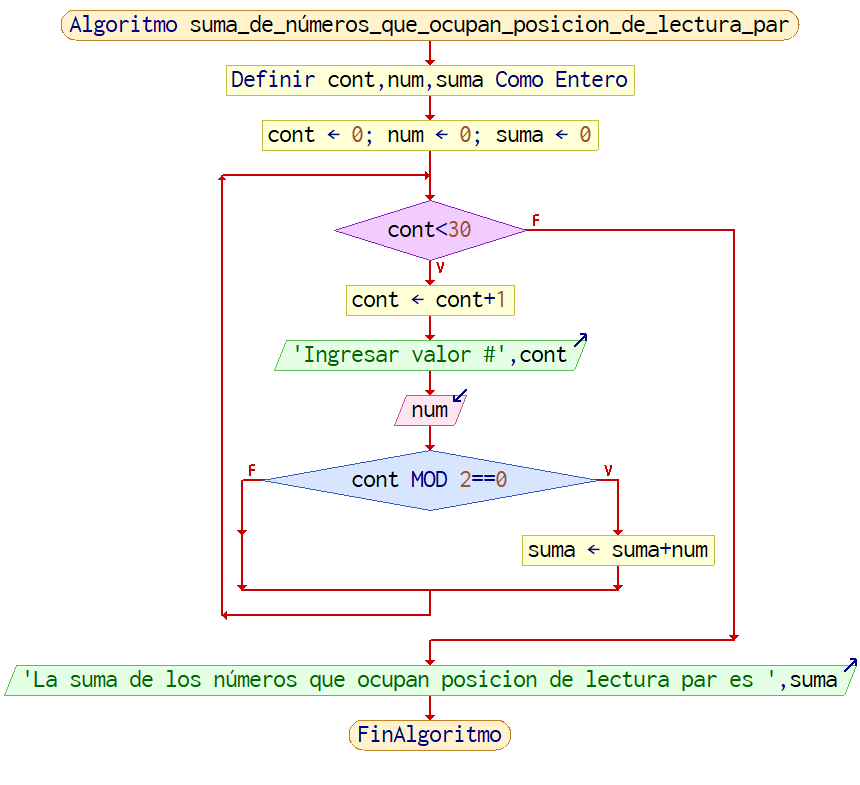 Algoritmo suma_de_números_que_ocupan_posicion_de_lectura_par
Definir cont,num,suma Como Entero
cont ← 0; num ← 0; suma ← 0
cont<30
F
V
cont ← cont+1
'Ingresar valor #',cont
num
F
cont MOD 2==0
V
suma ← suma+num
'La suma de los números que ocupan posicion de lectura par es ',suma
FinAlgoritmo